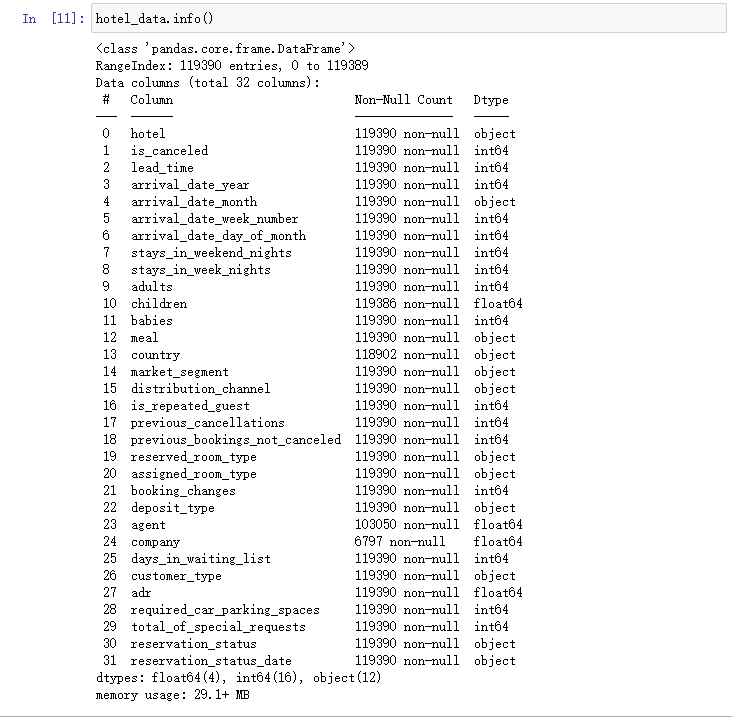 In [11]: hotel_data.info()
<class 'pandas.core.frame.DataFrame'>
RangeIndex: 119390 entries, 0 to 119389
Data columns (total 32 columns):
# Column Non-Null Count Dtype
--- ------ -------------- -----
0 hotel 119390 non-null object
1 is_canceled 119390 non-null int64
2 lead_time 119390 non-null int64
3 arrival_date_year 119390 non-null int64
4 arrival_date_month 119390 non-null object
5 arrival_date_week_number 119390 non-null int64
6 arrival_date_day_of_month 119390 non-null int64
7 stays_in_weekend_nights 119390 non-null int64
8 stays_in_week_nights 119390 non-null int64
9 adults 119390 non-null int64
10 children 119386 non-null float64
11 babies 119390 non-null int64
12 meal 119390 non-null object
13 country 118902 non-null object
14 market_segment 119390 non-null object
15 distribution_channel 119390 non-null object
16 is_repeated_guest 119390 non-null int64
17 previous_cancellations 119390 non-null int64
18 previous_bookings_not_canceled 119390 non-null int64
19 reserved_room_type 119390 non-null object
20 assigned_room_type 119390 non-null object
21 booking_changes 119390 non-null int64
22 deposit_type 119390 non-null object
23 agent 103050 non-null float64
24 company 6797 non-null float64
25 days_in_waiting_list 119390 non-null int64
26 customer_type 119390 non-null object
27 adr 119390 non-null float64
28 required_car_parking_spaces 119390 non-null int64
29 total_of_special_requests 119390 non-null int64
30 reservation_status 119390 non-null object
31 reservation_status_date 119390 non-null object
dtypes: float64(4), int64(16), object(12)
memory usage: 29.1+ MB